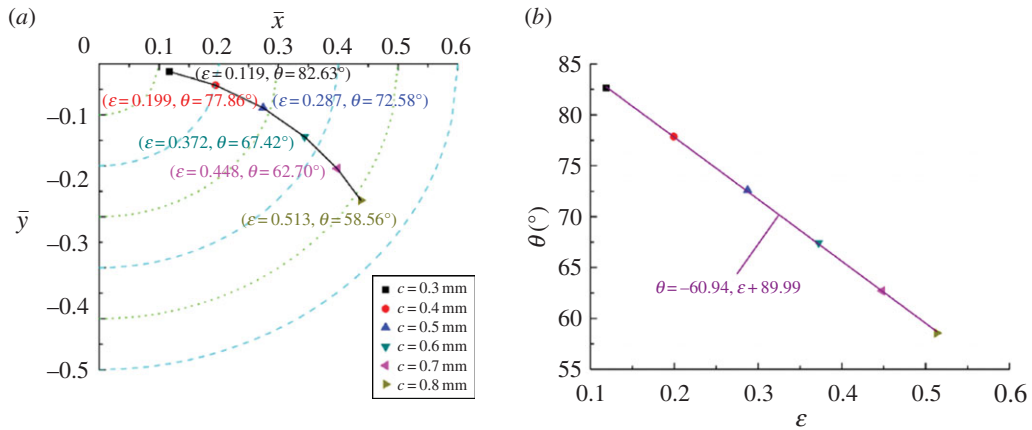 (a)
x̄
0 0.1 0.2 0.3 0.4 0.5 0.6
(ε=0.119, θ=82.63°)
(ε=0.199, θ=77.86°)
(ε=0.287, θ=72.58°)
−0.1
(ε=0.372, θ=67.42°)
(ε=0.448, θ=62.70°)
−0.2
ȳ
(ε=0.513, θ=58.56°)
−0.3
−0.4
−0.5
c = 0.3 mm
c = 0.4 mm
c = 0.5 mm
c = 0.6 mm
c = 0.7 mm
c = 0.8 mm
(b)
85
80
75
70
65
60
55
θ(°)
θ=–60.94, ε+89.99
0.1 0.2 0.3 0.4 0.5 0.6
ε